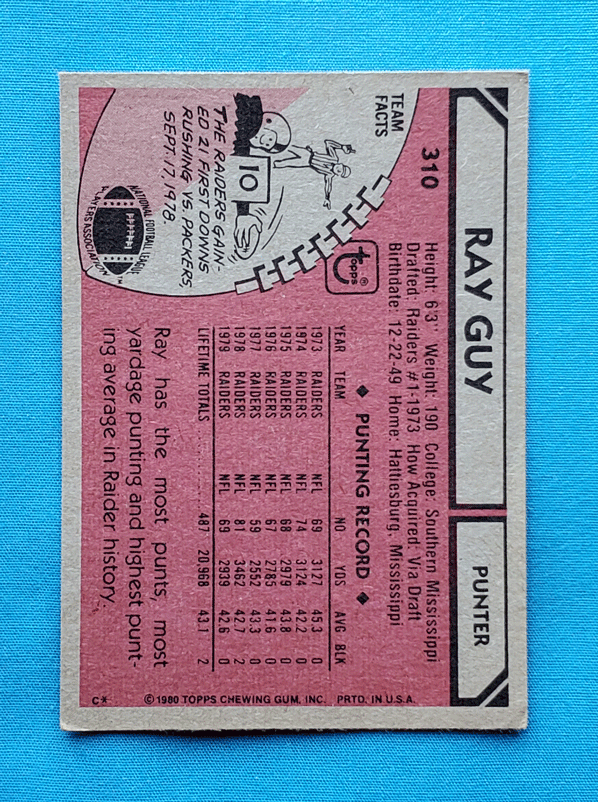 RAY GUY
PUNTER
310
Height: 6'3" Weight: 190 College: Southern Mississippi
Drafted: Raiders #1-1973 How Acquired: Via Draft
Birthdate: 12-22-49 Home: Hattiesburg, Mississippi
TEAM
FACTS
10
THE RAIDERS GAIN-
ED 21 FIRST DOWNS
RUSHING VS. PACKERS,
SEPT. 17, 1978.
NATIONAL FOOTBALL LEAGUE
PLAYERS ASSOCIATION™
Topps®
◆ PUNTING RECORD ◆
YEAR TEAM NO YDS AVG BLK
1973 RAIDERS NFL 69 3127 45.3 0
1974 RAIDERS NFL 74 3124 42.2 0
1975 RAIDERS NFL 68 2979 43.8 0
1976 RAIDERS NFL 67 2785 41.6 0
1977 RAIDERS NFL 59 2552 43.3 0
1978 RAIDERS NFL 81 3462 42.7 2
1979 RAIDERS NFL 69 2939 42.6 0
LIFETIME TOTALS .......... 487 20,968 43.1 2
Ray has the most punts, most
yardage punting and highest punt-
ing average in Raider history.
C* ©1980 TOPPS CHEWING GUM, INC. PRTD. IN U.S.A.